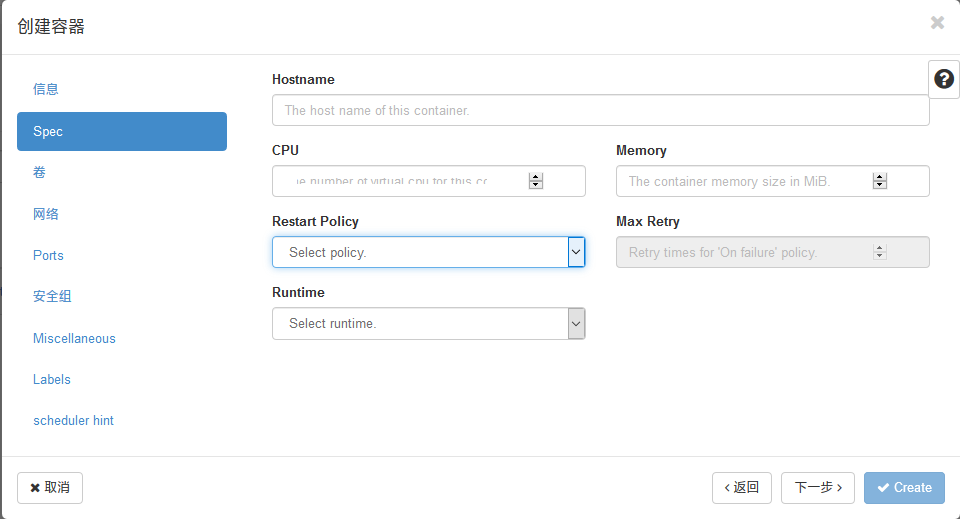 创建容器
信息
Spec
卷
网络
Ports
安全组
Miscellaneous
Labels
scheduler hint
Hostname
The host name of this container.
CPU
Memory
number of virtual cpu for this
The container memory size in MiB.
Restart Policy
Max Retry
Select policy.
Retry times for 'On failure' policy.
Runtime
Select runtime.
取消
返回
下一步
Create